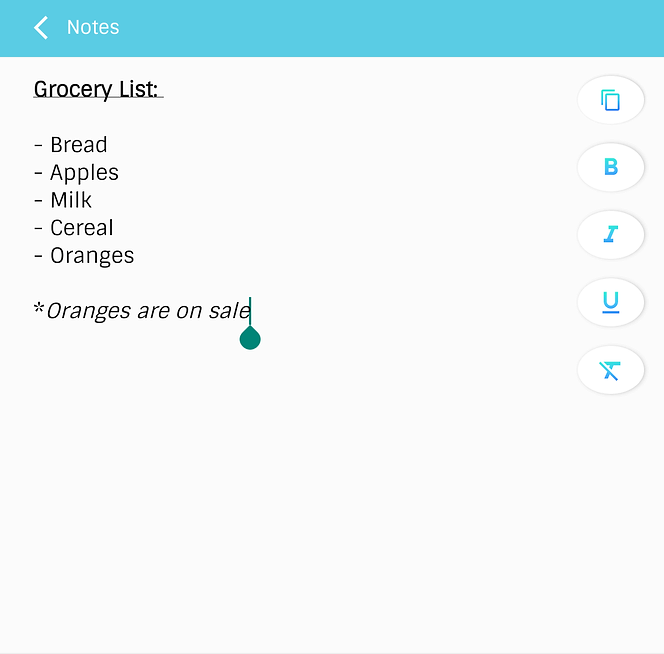 Notes
Grocery List:
- Bread
- Apples
- Milk
- Cereal
- Oranges
*Oranges are on sale
B
I
U